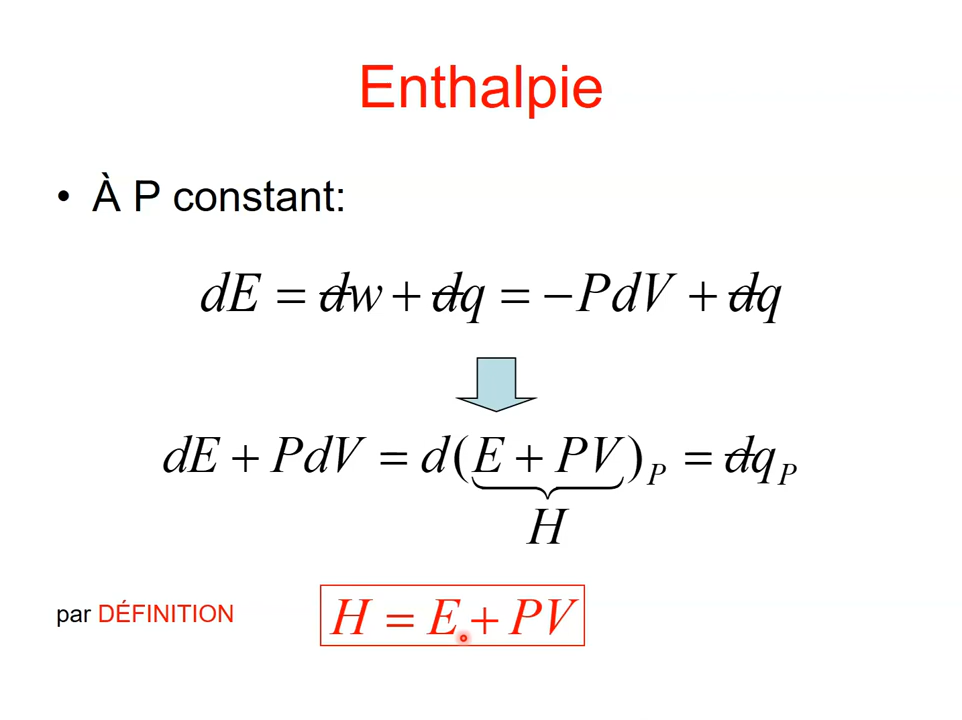 Enthalpie
• À P constant:
dE = đw + đq = −PdV + đq
dE + PdV = d(E + PV)_P = đq_P
H
par DÉFINITION H = E + PV